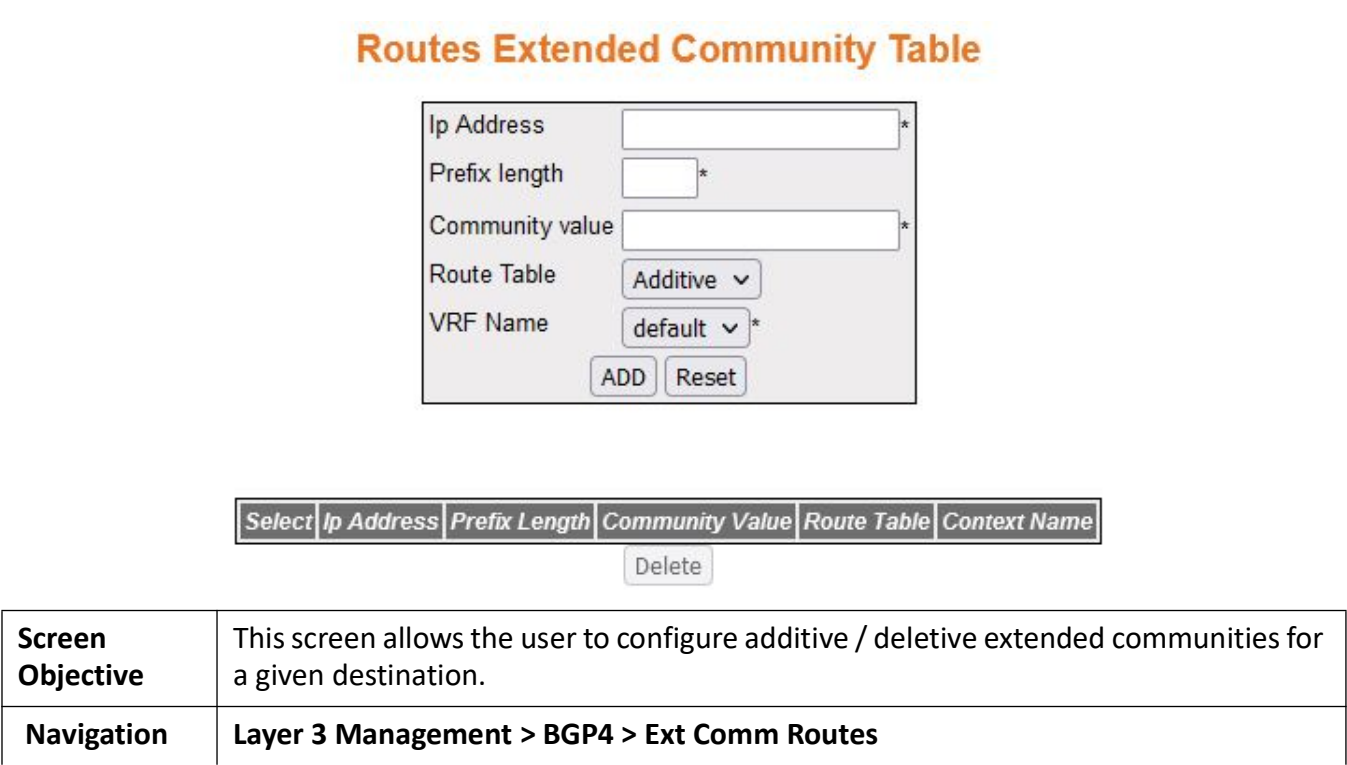 Routes Extended Community Table
Ip Address *
Prefix length *
Community value *
Route Table Additive
VRF Name default *
ADD Reset
Select Ip Address Prefix Length Community Value Route Table Context Name
Delete
Screen Objective
This screen allows the user to configure additive / deletive extended communities for
a given destination.
Navigation
Layer 3 Management > BGP4 > Ext Comm Routes